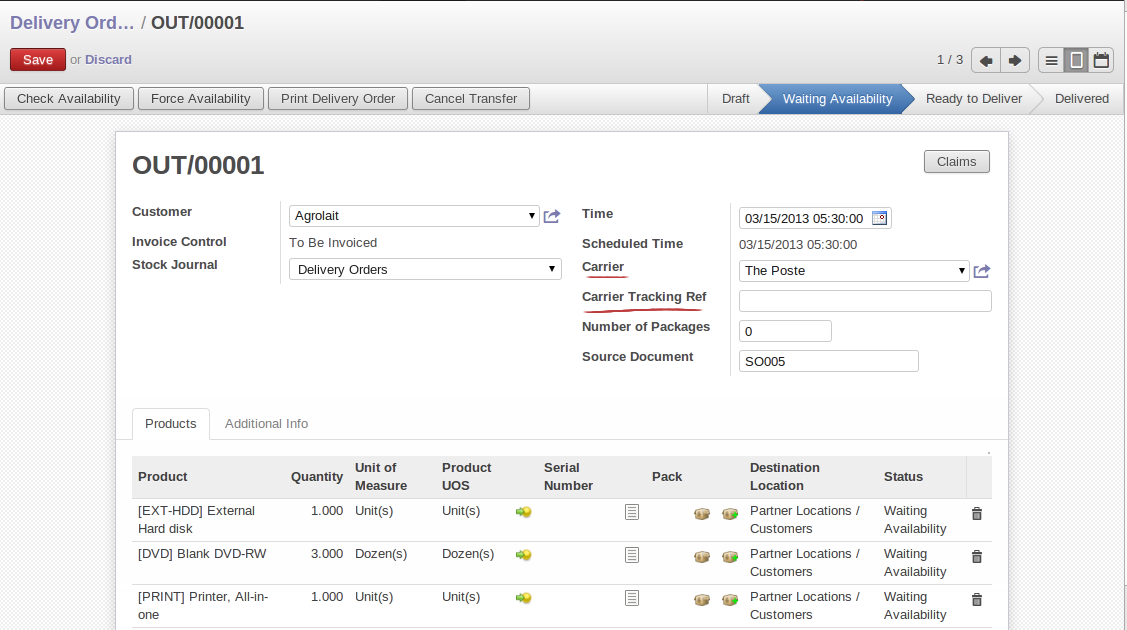 Delivery Ord... / OUT/00001
Save or Discard
1 / 3
Check Availability Force Availability Print Delivery Order Cancel Transfer
Draft Waiting Availability Ready to Deliver Delivered
OUT/00001
Claims
Customer Agrolait
Invoice Control To Be Invoiced
Stock Journal Delivery Orders
Time 03/15/2013 05:30:00
Scheduled Time 03/15/2013 05:30:00
Carrier The Poste
Carrier Tracking Ref
Number of Packages 0
Source Document SO005
Products Additional Info
Product Quantity Unit of Measure Product UOS Serial Number Pack Destination Location Status
[EXT-HDD] External Hard disk 1.000 Unit(s) Unit(s) Partner Locations / Customers Waiting Availability
[DVD] Blank DVD-RW 3.000 Dozen(s) Dozen(s) Partner Locations / Customers Waiting Availability
[PRINT] Printer, All-in-one 1.000 Unit(s) Unit(s) Partner Locations / Customers Waiting Availability